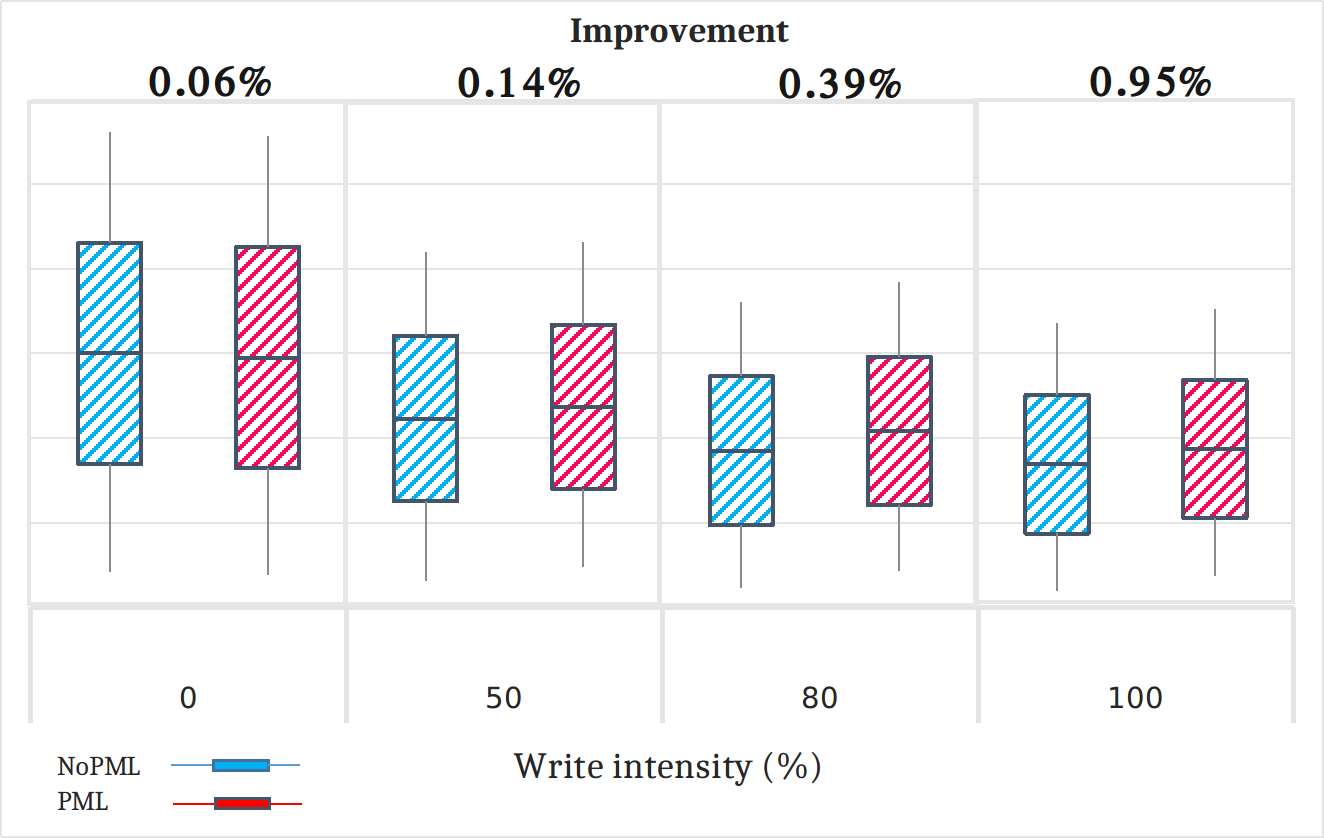 Improvement
0.06% 0.14% 0.39% 0.95%
0 50 80 100
Write intensity (%)
NoPML
PML